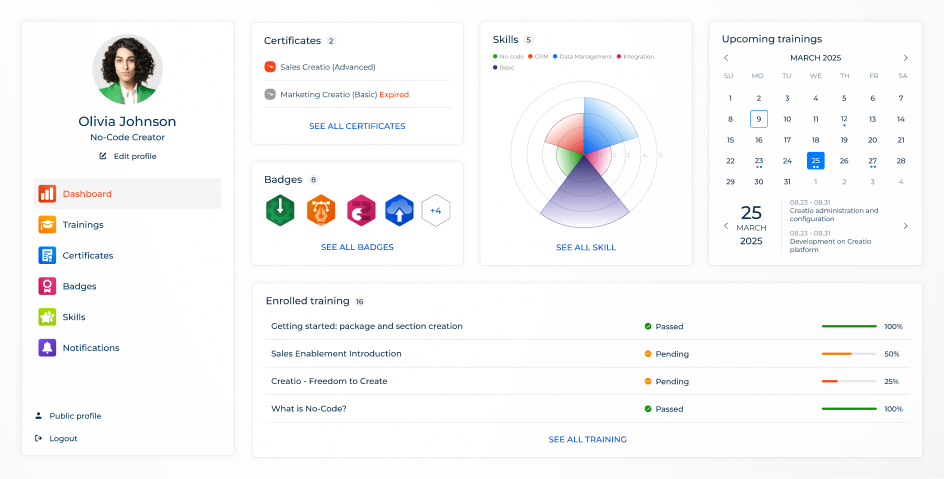 Olivia Johnson
No-Code Creator
Edit profile
Dashboard
Trainings
Certificates
Badges
Skills
Notifications
Public profile
Logout
Certificates 2
Sales Creatio (Advanced)
Marketing Creatio (Basic) Expired
SEE ALL CERTIFICATES
Badges 8
+4
SEE ALL BADGES
Skills 5
No-code CRM Data Management Integration
Basic
1 2 3 4 5
SEE ALL SKILL
Upcoming trainings
MARCH 2025
SU MO TU WE TH FR SA
1 2 3 4 5 6 7
8 9 10 11 12 13 14
15 16 17 18 19 20 21
22 23 24 25 26 27 28
29 30 31 1 2 3 4
25
MARCH
2025
08.23 - 08.31
Creatio administration and
configuration
08.23 - 08.31
Development on Creatio
platform
Enrolled training 16
Getting started: package and section creation Passed 100%
Sales Enablement Introduction Pending 50%
Creatio - Freedom to Create Pending 25%
What is No-Code? Passed 100%
SEE ALL TRAINING